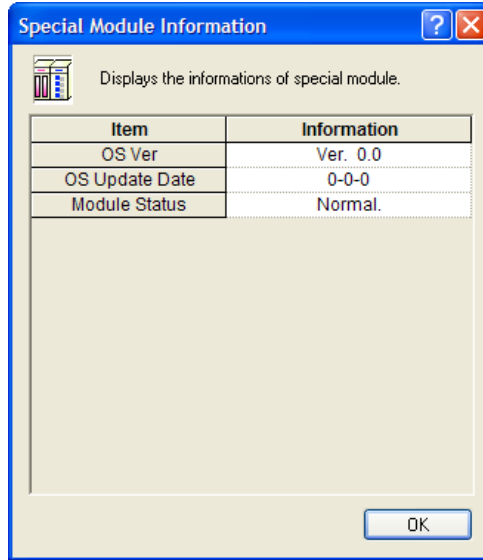 Special Module Information
Displays the informations of special module.
Item Information
OS Ver Ver. 0.0
OS Update Date 0-0-0
Module Status Normal.
OK